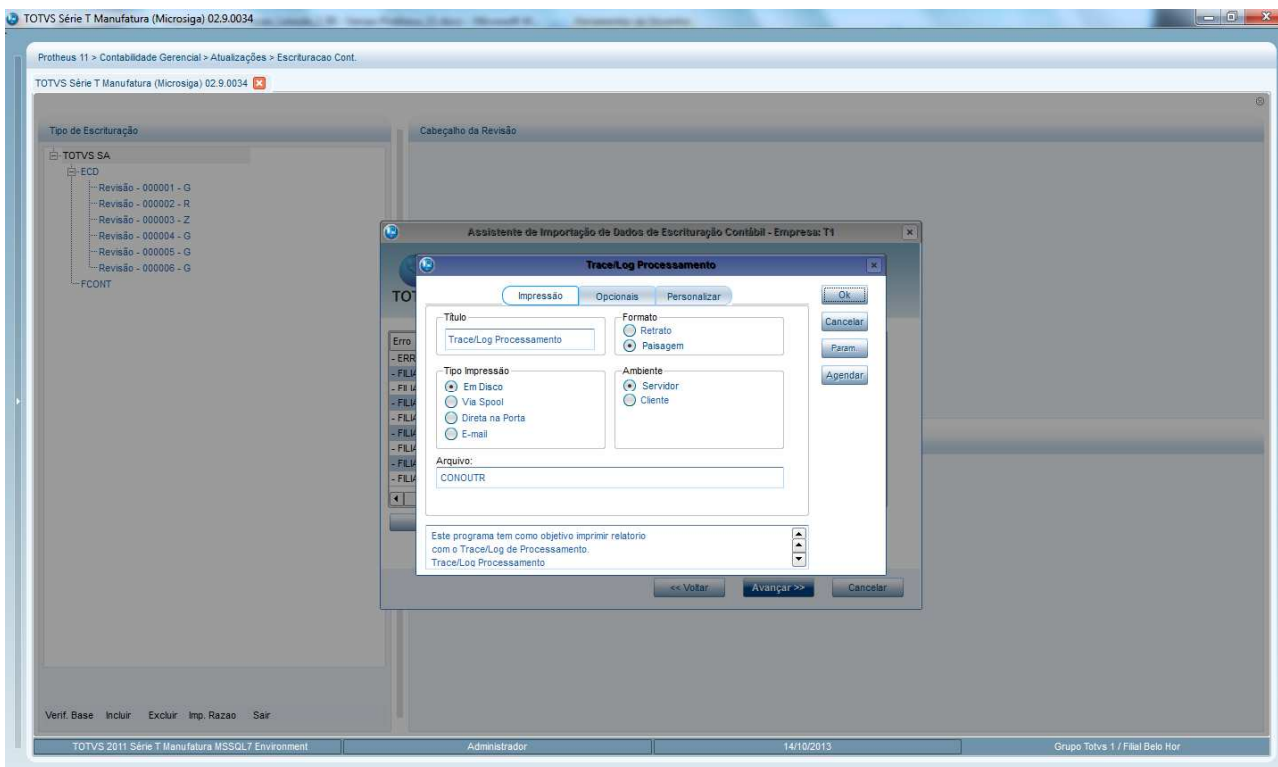 TOTVS Série T Manufatura (Microsiga) 02.9.0034
Protheus 11 > Contabilidade Gerencial > Atualizações > Escrituracao Cont.
TOTVS Série T Manufatura (Microsiga) 02.9.0034
Tipo de Escrituração
Cabeçalho da Revisão
TOTVS SA
ECD
Revisão - 000001 - G
Revisão - 000002 - R
Revisão - 000003 - Z
Revisão - 000004 - G
Revisão - 000005 - G
Revisão - 000006 - G
FCONT
Assistente de Importação de Dados de Escrituração Contábil - Empresa: T1
Trace/Log Processamento
Impressão Opcionais Personalizar
Ok
Cancelar
Param.
Agendar
Título
Trace/Log Processamento
Formato
Retrato
Paisagem
Tipo Impressão
Em Disco
Via Spool
Direta na Porta
E-mail
Ambiente
Servidor
Cliente
Arquivo:
CONOUTR
Este programa tem como objetivo imprimir relatorio
com o Trace/Log de Processamento.
Trace/Log Processamento
Erro
<< Voltar Avançar >> Cancelar
Verif. Base Incluir Excluir Imp. Razao Sair
TOTVS 2011 Série T Manufatura MSSQL7 Environment Administrador 14/10/2013 Grupo Totvs 1 / Filial Belo Hor